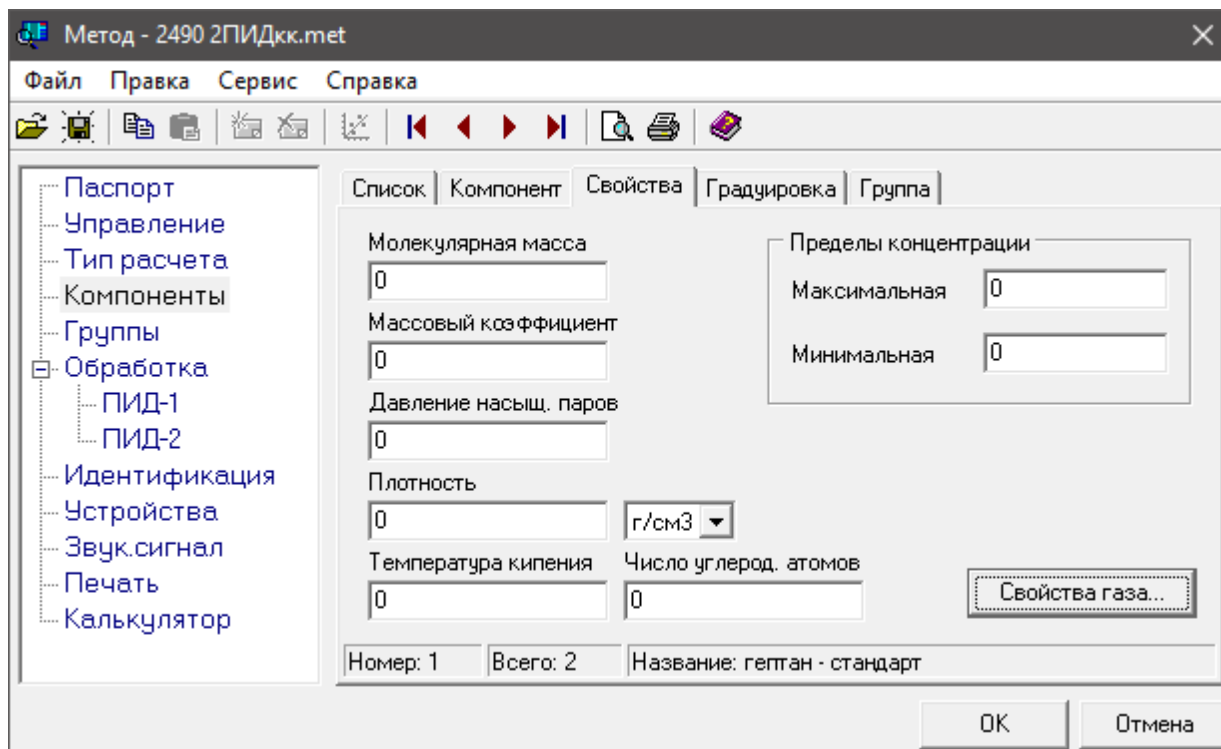 Метод - 2490 2ПИДкк.met
Файл Правка Сервис Справка
Паспорт
Управление
Тип расчета
Компоненты
Группы
Обработка
ПИД-1
ПИД-2
Идентификация
Устройства
Звук.сигнал
Печать
Калькулятор
Список Компонент Свойства Градуировка Группа
Молекулярная масса
0
Массовый коэффициент
0
Давление насыщ. паров
0
Плотность
0 г/см3
Температура кипения Число углерод. атомов
0 0
Пределы концентрации
Максимальная 0
Минимальная 0
Свойства газа...
Номер: 1 Всего: 2 Название: гептан - стандарт
OK Отмена